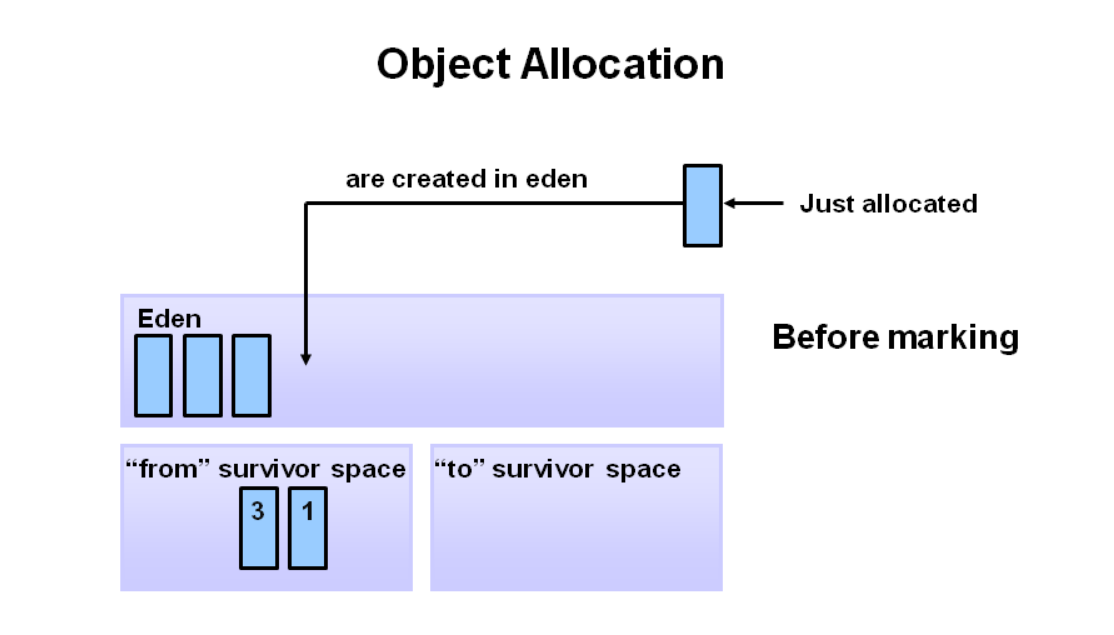 Object Allocation
are created in eden
Just allocated
Eden
Before marking
“from” survivor space
“to” survivor space
3
1